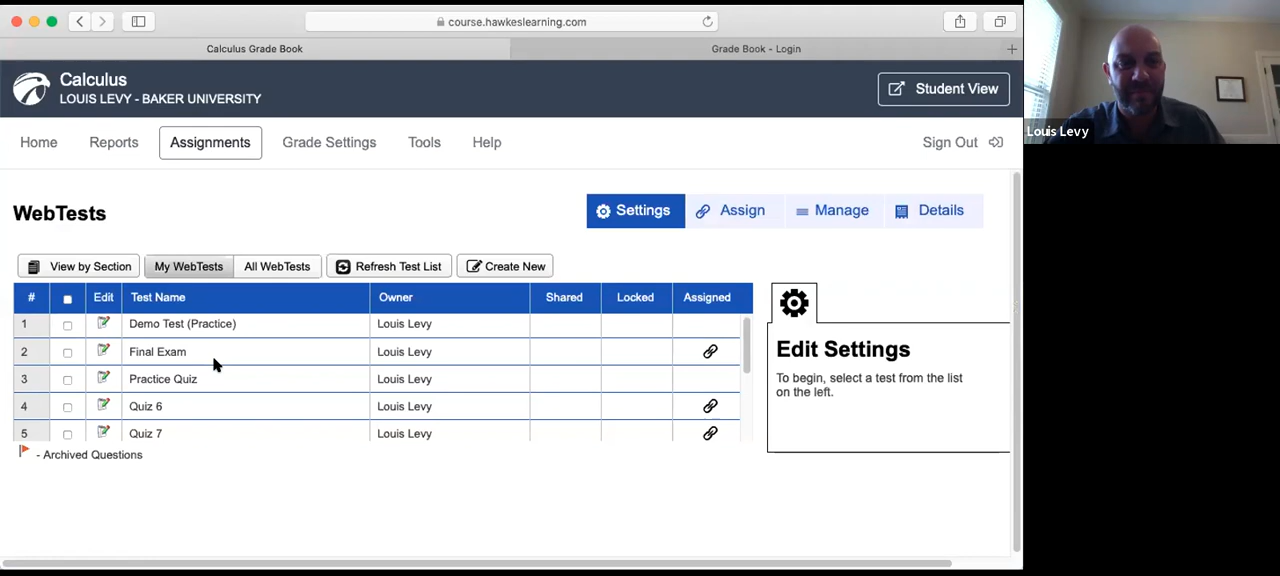 course.hawkeslearning.com
Calculus Grade Book
Grade Book - Login
Calculus
LOUIS LEVY - BAKER UNIVERSITY
Student View
Home Reports Assignments Grade Settings Tools Help Sign Out
WebTests
Settings Assign Manage Details
View by Section My WebTests All WebTests Refresh Test List Create New
# Edit Test Name Owner Shared Locked Assigned
1 Demo Test (Practice) Louis Levy
2 Final Exam Louis Levy
3 Practice Quiz Louis Levy
4 Quiz 6 Louis Levy
5 Quiz 7 Louis Levy
- Archived Questions
Edit Settings
To begin, select a test from the list
on the left.
Louis Levy